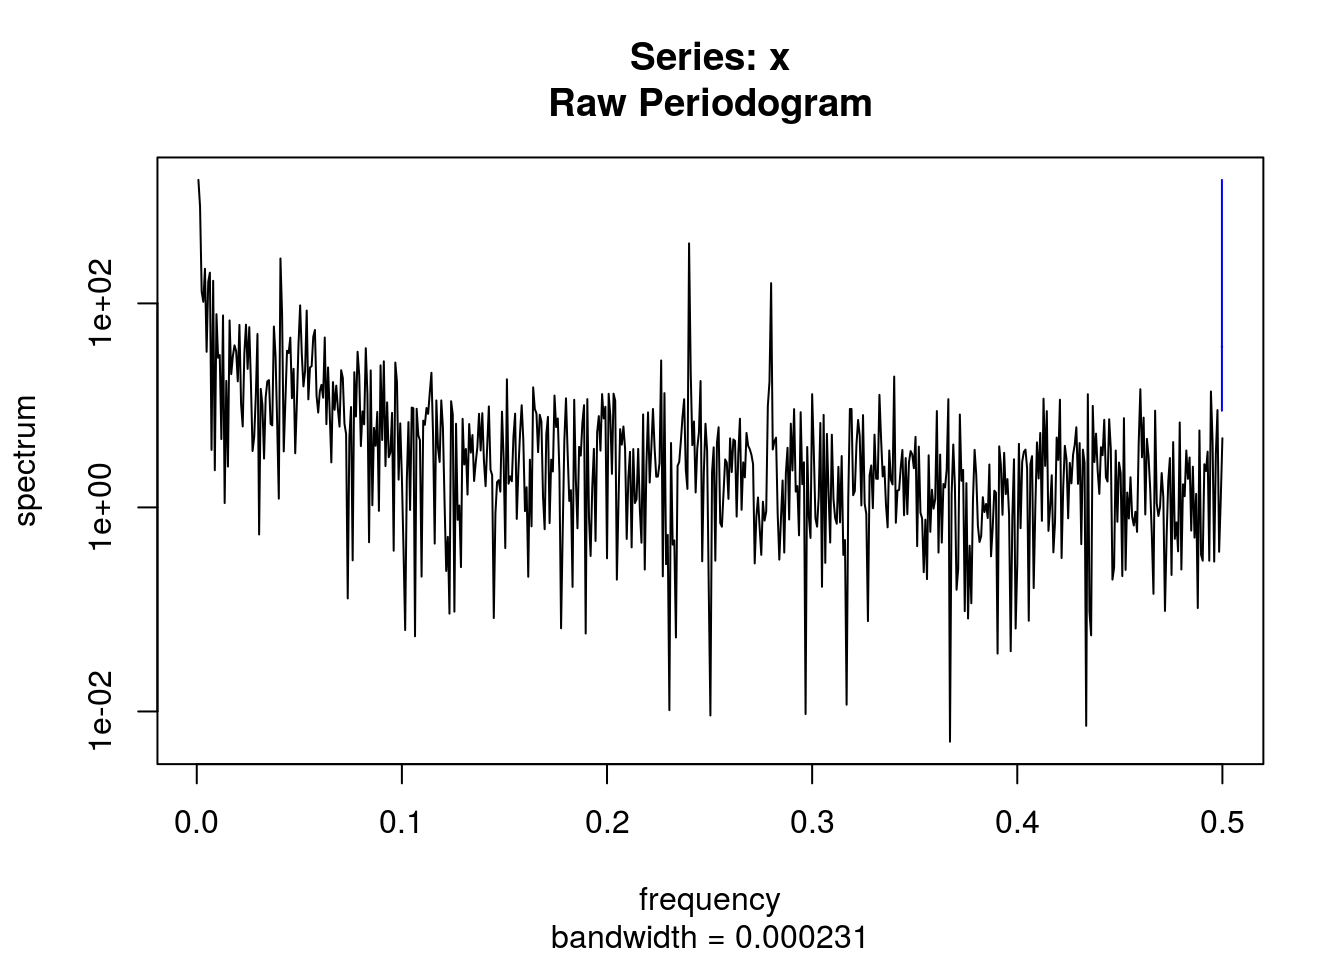 Series: x
Raw Periodogram
spectrum
1e+02
1e+00
1e-02
0.0 0.1 0.2 0.3 0.4 0.5
frequency
bandwidth = 0.000231